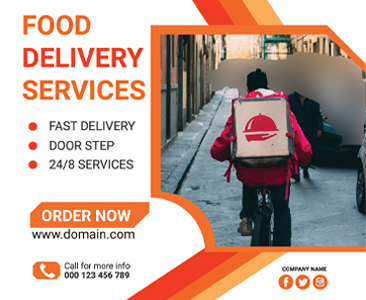 FOOD
DELIVERY
SERVICES
FAST DELIVERY
DOOR STEP
24/8 SERVICES
ORDER NOW
www.domain.com
Call for more info
000 123 456 789
COMPANY NAME